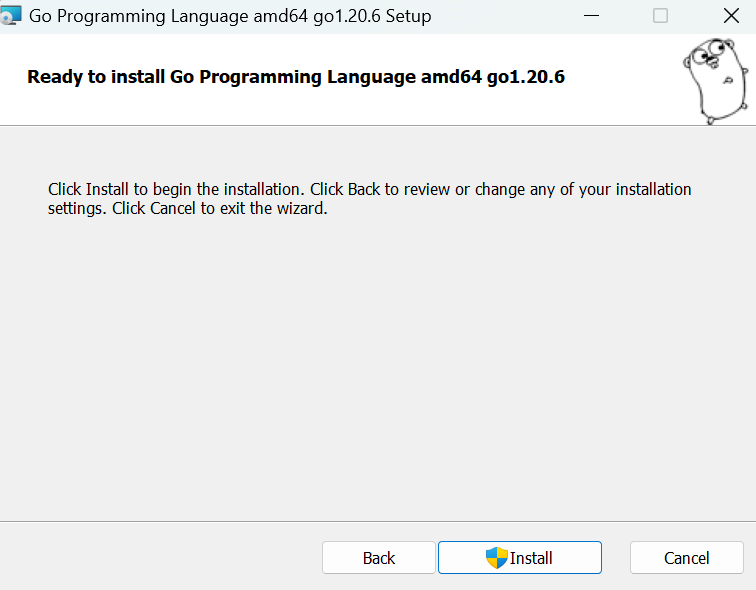 Go Programming Language amd64 go1.20.6 Setup
Ready to install Go Programming Language amd64 go1.20.6
Click Install to begin the installation. Click Back to review or change any of your installation
settings. Click Cancel to exit the wizard.
Back
Install
Cancel